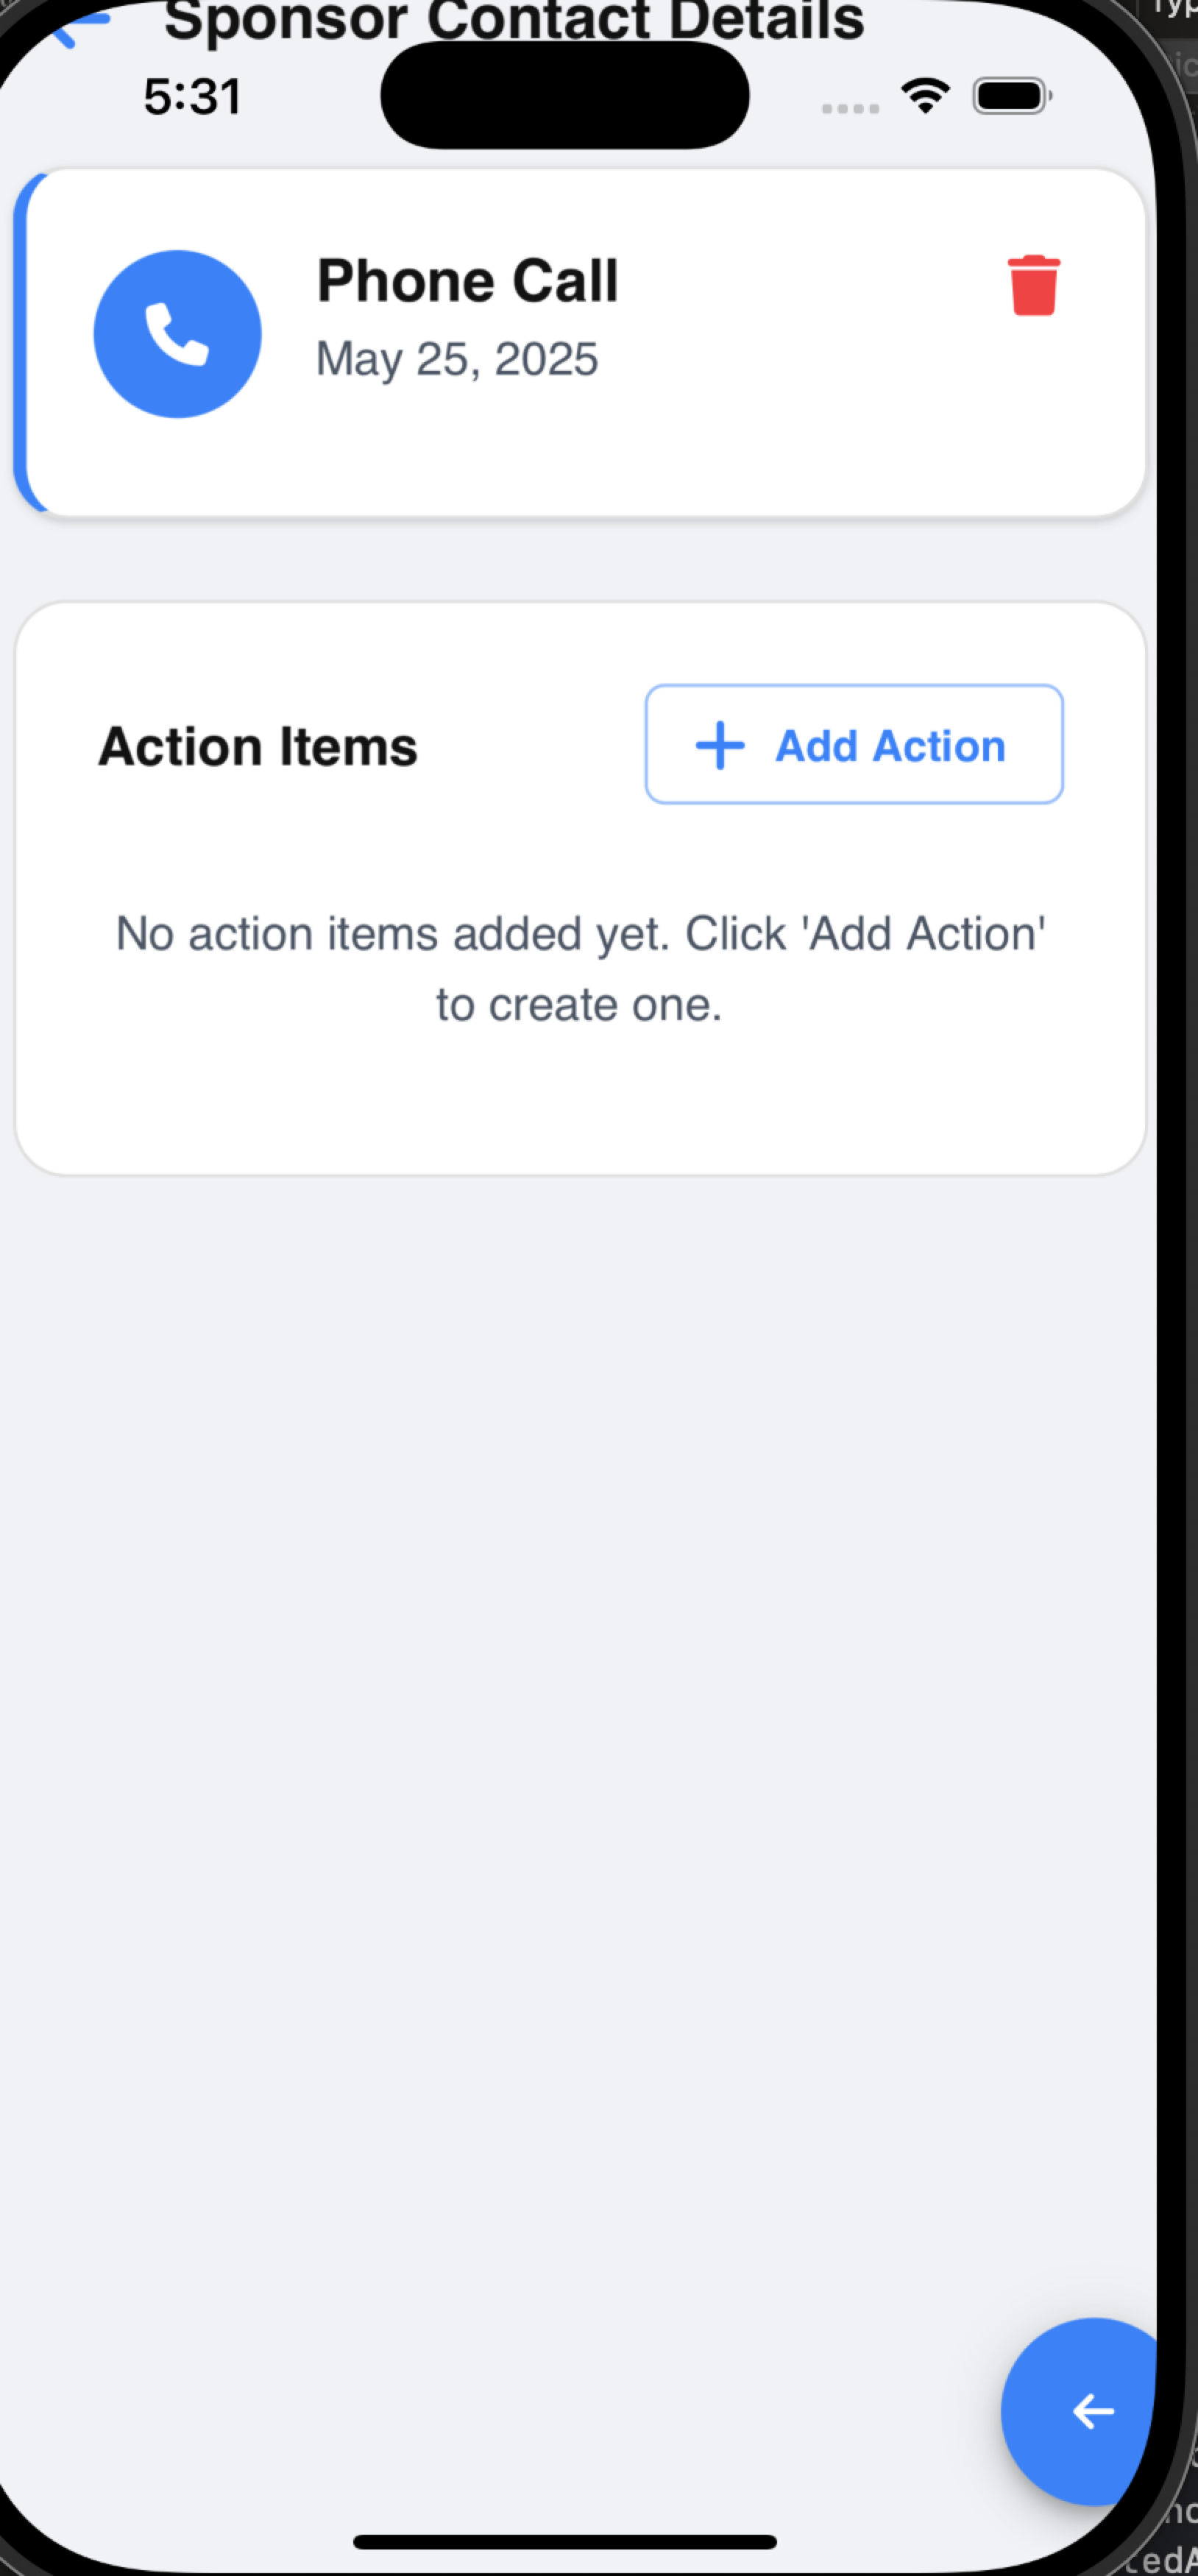 Sponsor Contact Details
5:31
Phone Call
May 25, 2025
Action Items
Add Action
No action items added yet. Click 'Add Action'
to create one.